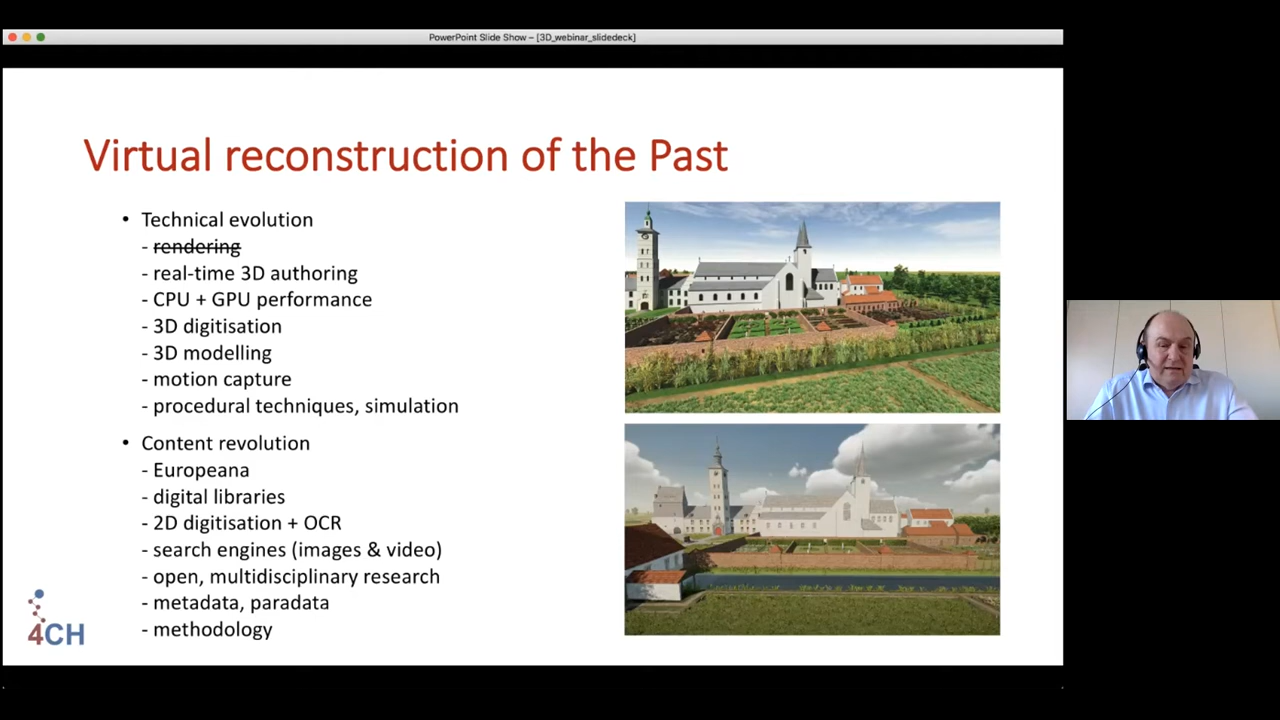 PowerPoint Slide Show – [3D_webinar_slidedeck]
Virtual reconstruction of the Past
• Technical evolution
- rendering
- real-time 3D authoring
- CPU + GPU performance
- 3D digitisation
- 3D modelling
- motion capture
- procedural techniques, simulation
• Content revolution
- Europeana
- digital libraries
- 2D digitisation + OCR
- search engines (images & video)
- open, multidisciplinary research
- metadata, paradata
- methodology
4CH